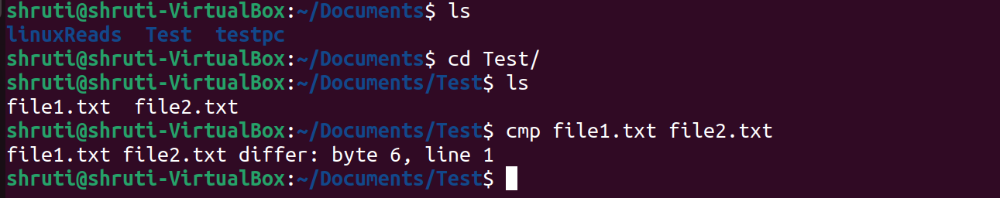 shruti@shruti-VirtualBox:~/Documents$ ls
linuxReads  Test  testpc
shruti@shruti-VirtualBox:~/Documents$ cd Test/
shruti@shruti-VirtualBox:~/Documents/Test$ ls
file1.txt  file2.txt
shruti@shruti-VirtualBox:~/Documents/Test$ cmp file1.txt file2.txt
file1.txt file2.txt differ: byte 6, line 1
shruti@shruti-VirtualBox:~/Documents/Test$